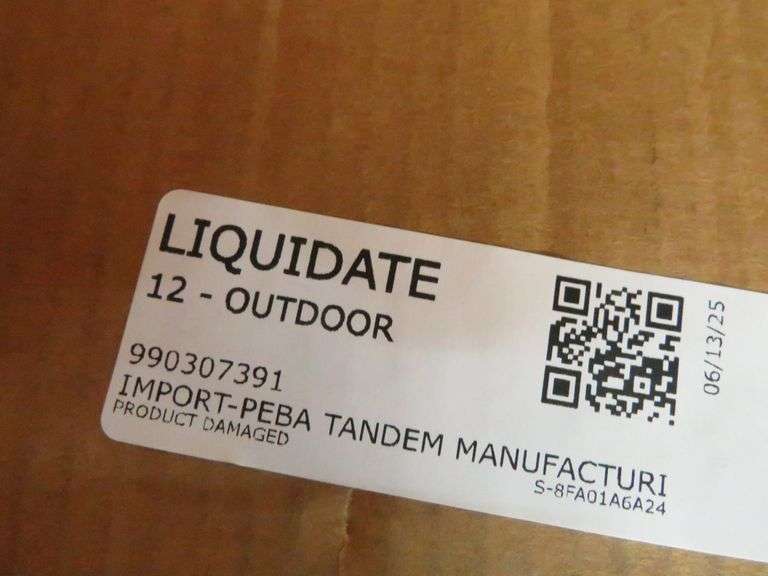 LIQUIDATE
12 - OUTDOOR
990307391
IMPORT-PEBA TANDEM MANUFACTURI
PRODUCT DAMAGED
S-8FA01A6A24
06/13/25